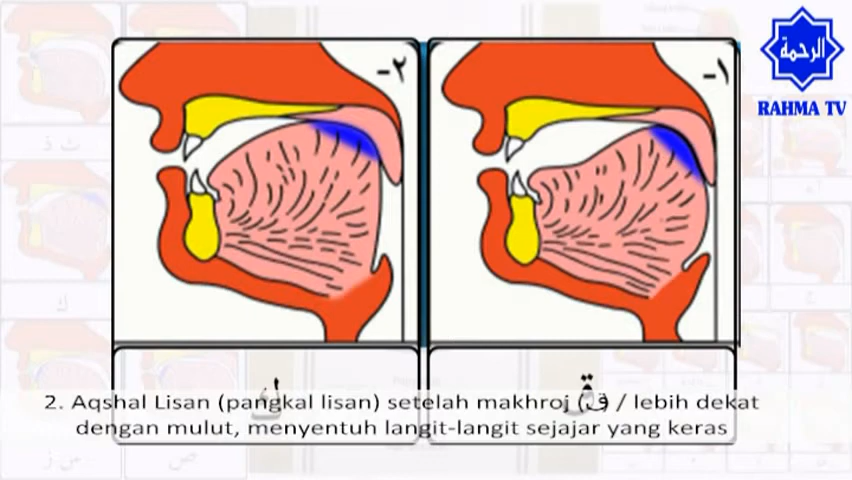 الرحمة
RAHMA TV
١-
٢-
ق
ك
2. Aqshal Lisan (pangkal lisan) setelah makhroj (ق) / lebih dekat
dengan mulut, menyentuh langit-langit sejajar yang keras